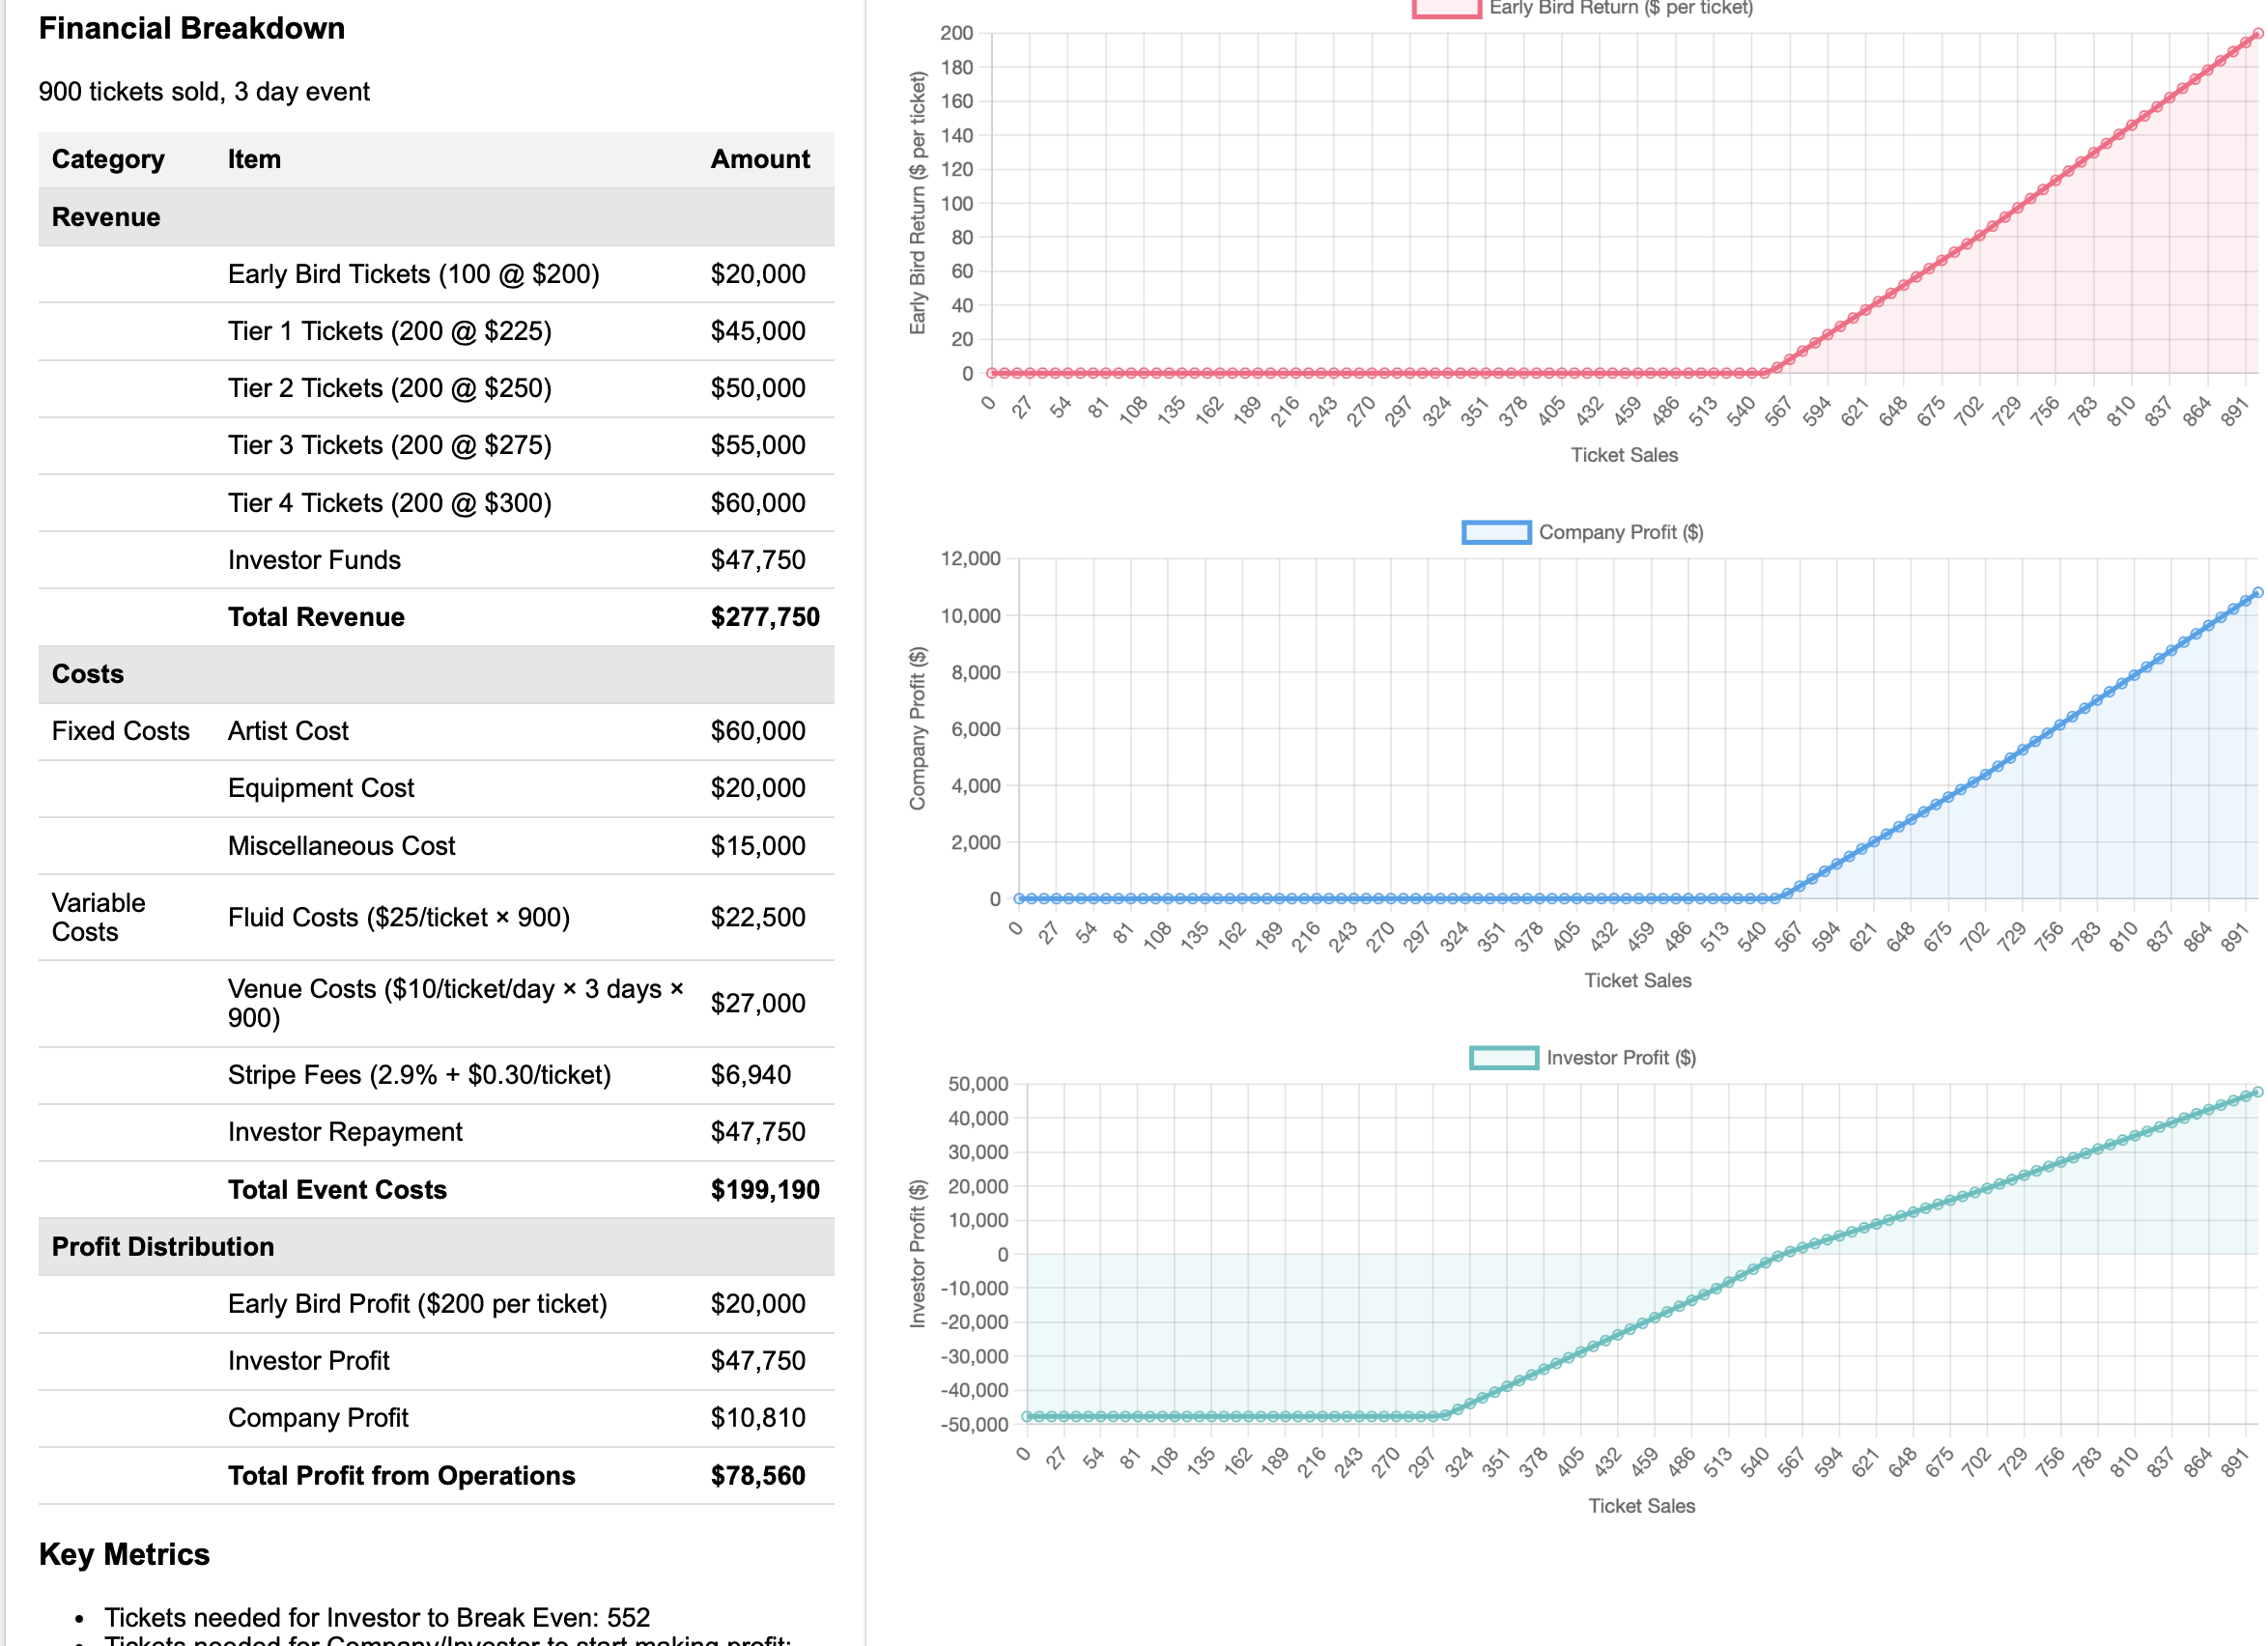 Financial Breakdown
900 tickets sold, 3 day event
Category Item Amount
Revenue
Early Bird Tickets (100 @ $200) $20,000
Tier 1 Tickets (200 @ $225) $45,000
Tier 2 Tickets (200 @ $250) $50,000
Tier 3 Tickets (200 @ $275) $55,000
Tier 4 Tickets (200 @ $300) $60,000
Investor Funds $47,750
Total Revenue $277,750
Costs
Fixed Costs Artist Cost $60,000
Equipment Cost $20,000
Miscellaneous Cost $15,000
Variable
Costs
Fluid Costs ($25/ticket × 900) $22,500
Venue Costs ($10/ticket/day × 3 days ×
900)
$27,000
Stripe Fees (2.9% + $0.30/ticket) $6,940
Investor Repayment $47,750
Total Event Costs $199,190
Profit Distribution
Early Bird Profit ($200 per ticket) $20,000
Investor Profit $47,750
Company Profit $10,810
Total Profit from Operations $78,560
Key Metrics
• Tickets needed for Investor to Break Even: 552
• Tickets needed for Company/Investor to start making profit:
Early Bird Return ($ per ticket)
Early Bird Return ($ per ticket)
200
180
160
140
120
100
80
60
40
20
0
0 27 54 81 108 135 162 189 216 243 270 297 324 351 378 405 432 459 486 513 540 567 594 621 648 675 702 729 756 783 810 837 864 891
Ticket Sales
Company Profit ($)
Company Profit ($)
12,000
10,000
8,000
6,000
4,000
2,000
0
0 27 54 81 108 135 162 189 216 243 270 297 324 351 378 405 432 459 486 513 540 567 594 621 648 675 702 729 756 783 810 837 864 891
Ticket Sales
Investor Profit ($)
Investor Profit ($)
50,000
40,000
30,000
20,000
10,000
0
-10,000
-20,000
-30,000
-40,000
-50,000
0 27 54 81 108 135 162 189 216 243 270 297 324 351 378 405 432 459 486 513 540 567 594 621 648 675 702 729 756 783 810 837 864 891
Ticket Sales